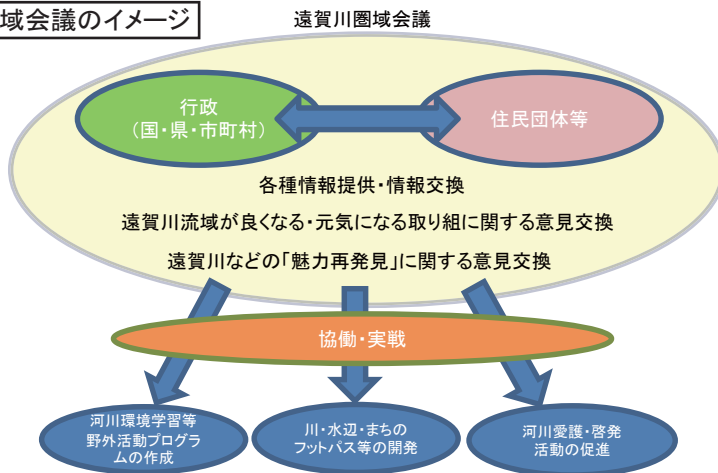 域会議のイメージ
遠賀川圏域会議
行政
（国・県・市町村）
住民団体等
各種情報提供・情報交換
遠賀川流域が良くなる・元気になる取り組に関する意見交換
遠賀川などの「魅力再発見」に関する意見交換
協働・実戦
河川環境学習等
野外活動プログラ
ムの作成
川・水辺・まちの
フットパス等の開発
河川愛護・啓発
活動の促進